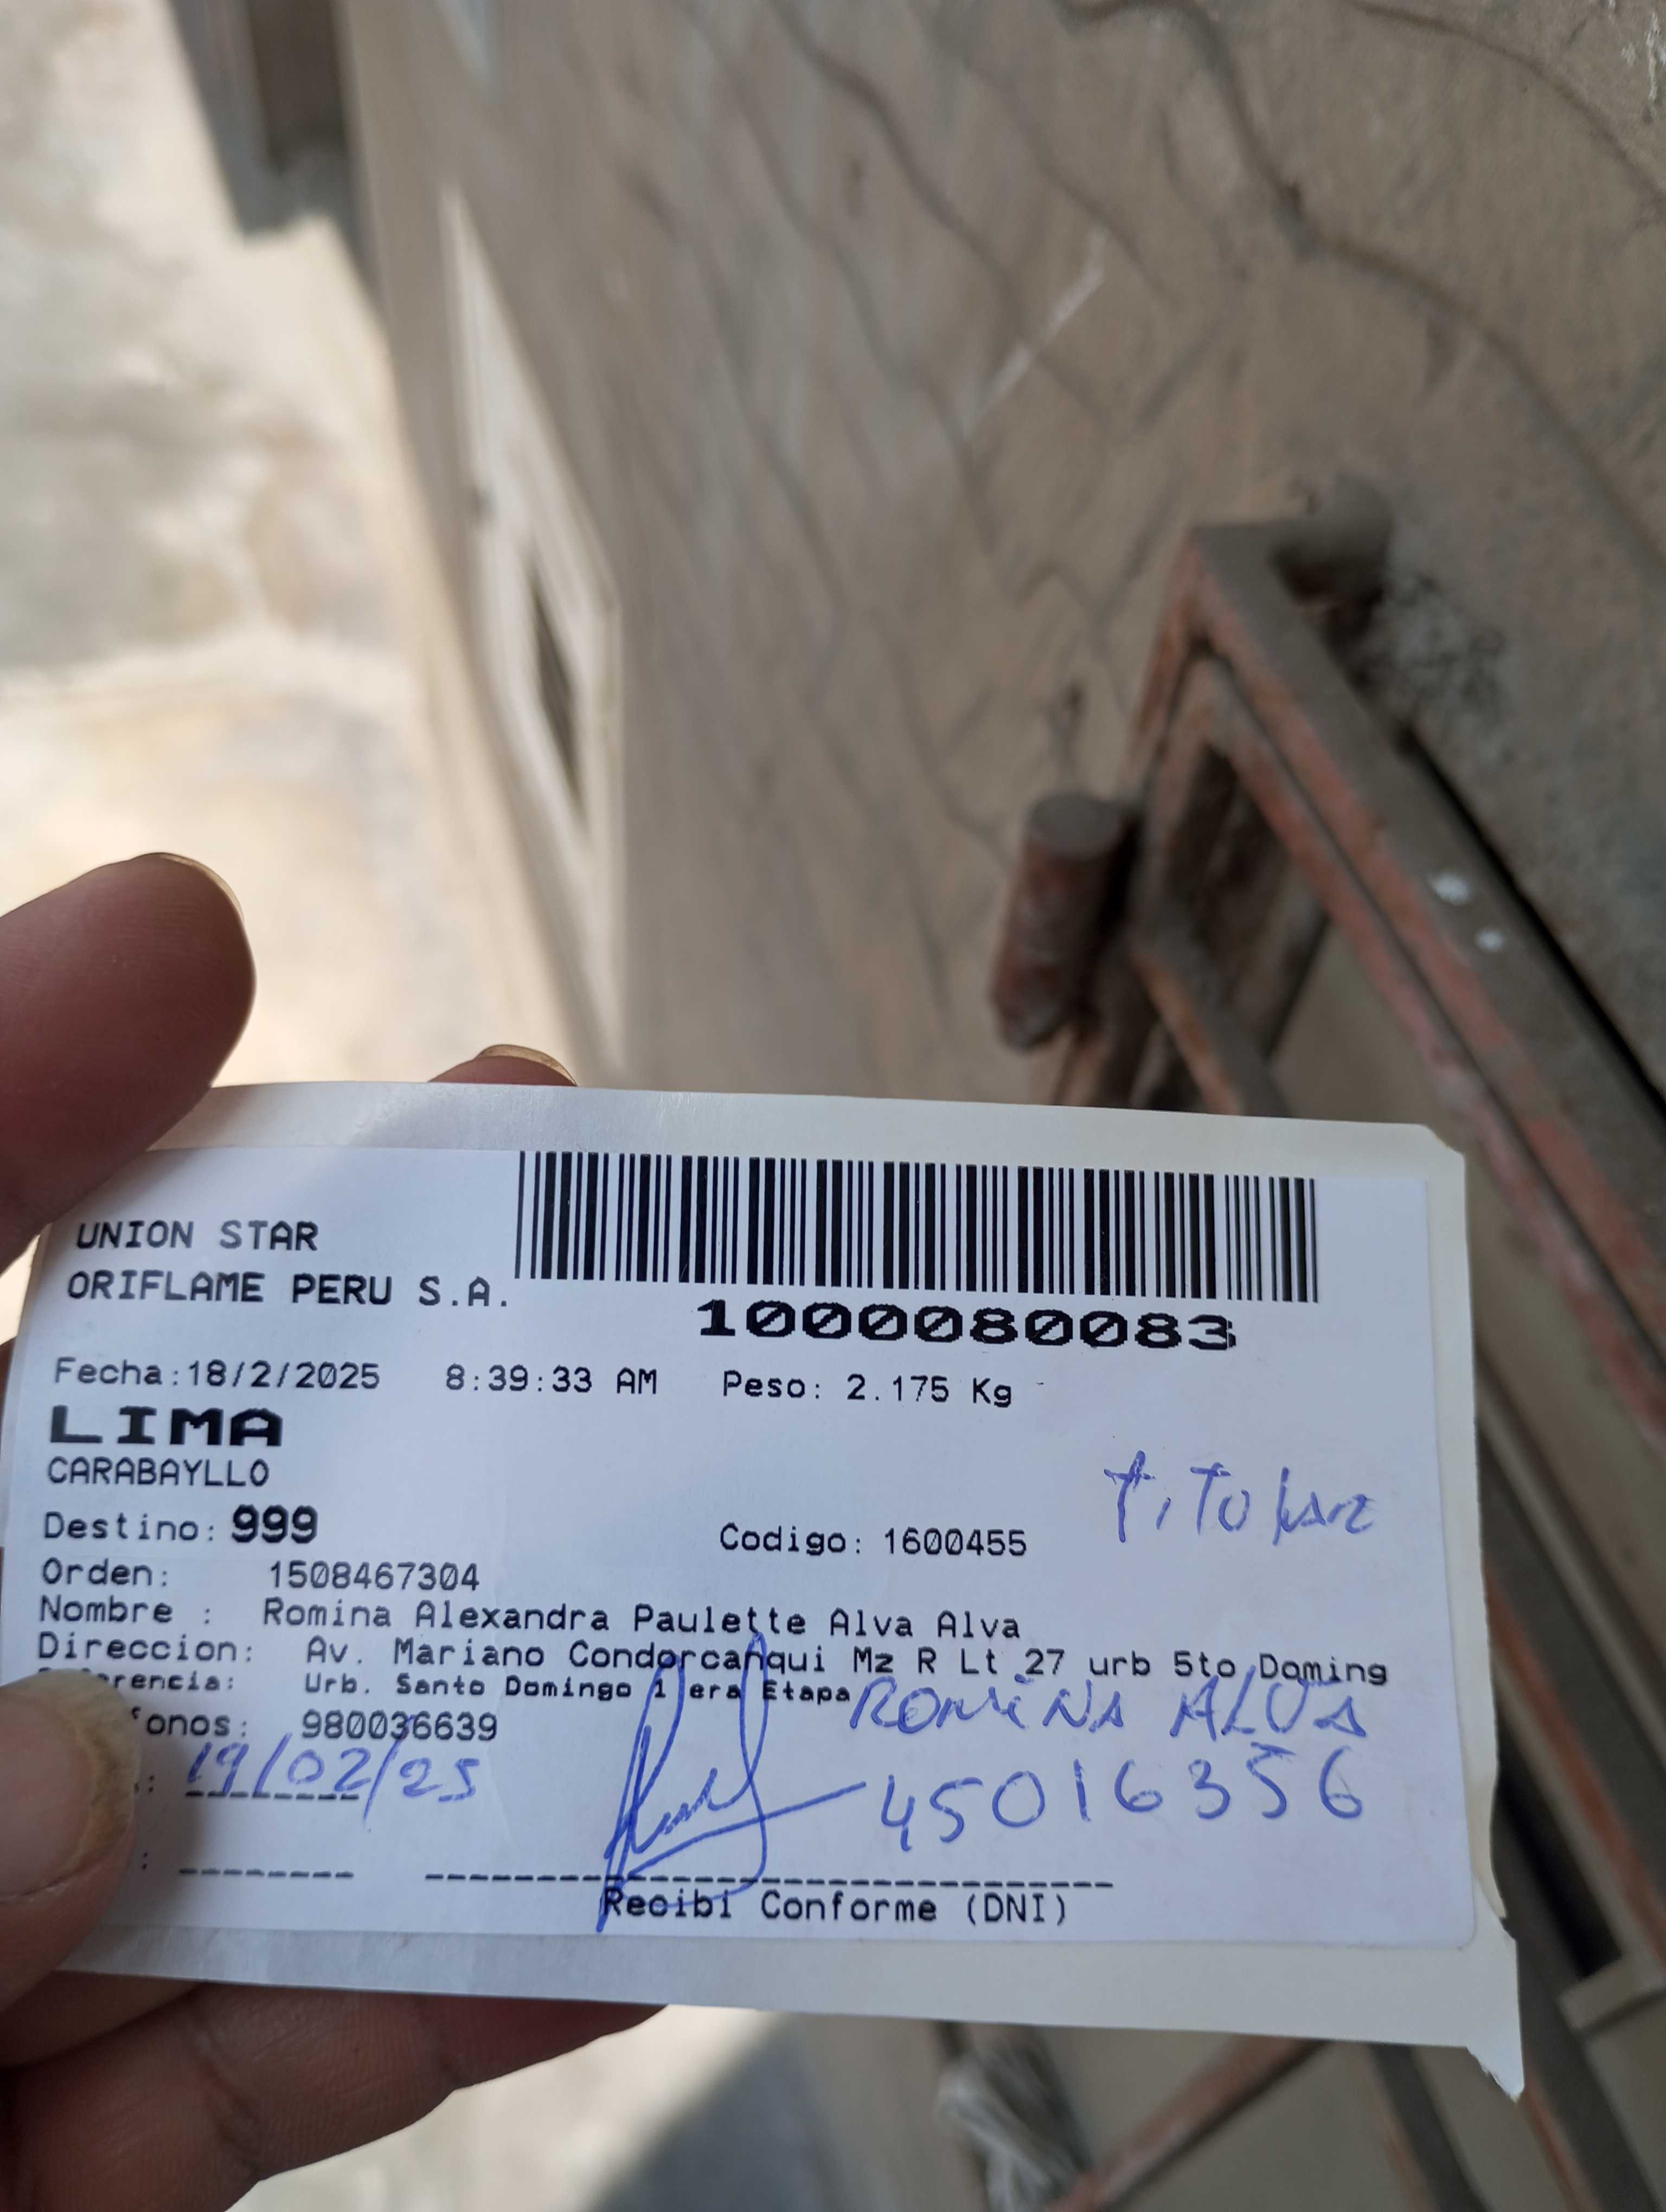 UNION STAR
ORIFLAME PERU S.A.
1000080083
Fecha:18/2/2025 8:39:33 AM Peso: 2.175 Kg
LIMA
CARABAYLLO
Destino: 999
Codigo: 1600455
Titular
Orden: 1508467304
Nombre : Romina Alexandra Paulette Alva Alva
Direccion: Av. Mariano Condorcanqui Mz R Lt 27 urb Sto Doming
erencia: Urb. Santo Domingo 1 era Etapa
ROMINA ALVA
fonos: 980036639
: 19/02/25
45016356
:
Recibi Conforme (DNI)